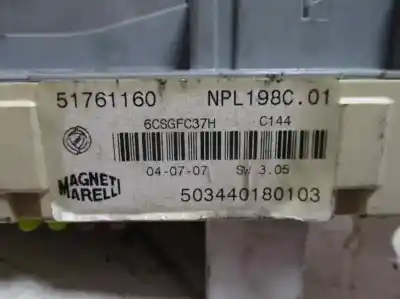 51761160 NPL198C.01
6CSGFC37H C144
04-07-07 SW 3.05
MAGNETI
MARELLI
503440180103